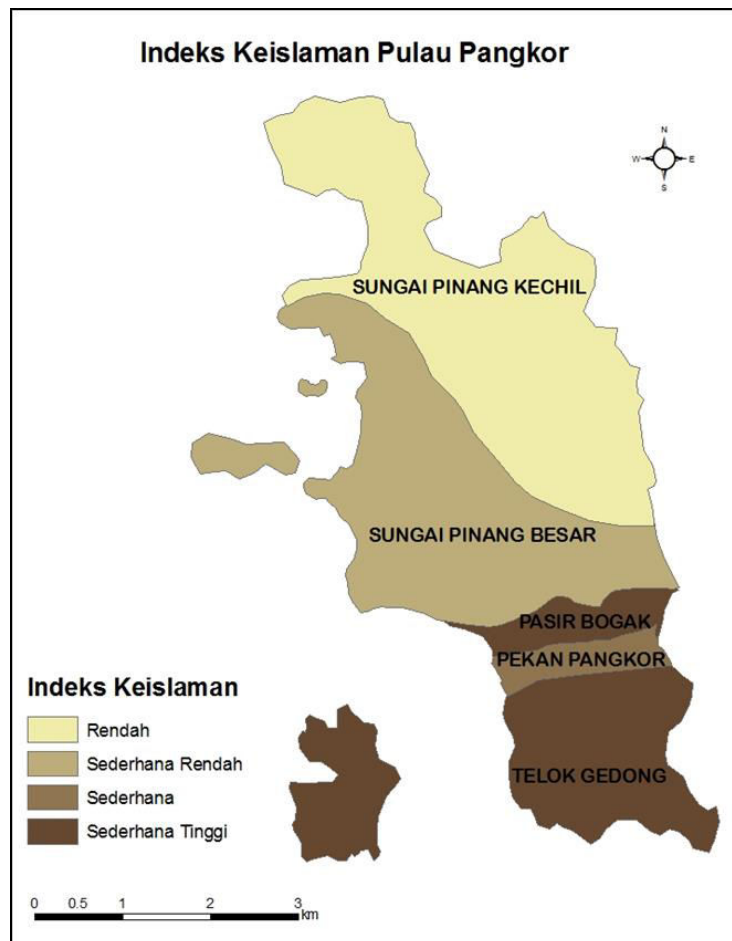 Indeks Keislaman Pulau Pangkor
N
W E
S
SUNGAI PINANG KECHIL
SUNGAI PINANG BESAR
PASIR BOGAK
PEKAN PANGKOR
TELOK GEDONG
Indeks Keislaman
Rendah
Sederhana Rendah
Sederhana
Sederhana Tinggi
0 0.5 1 2 3
km